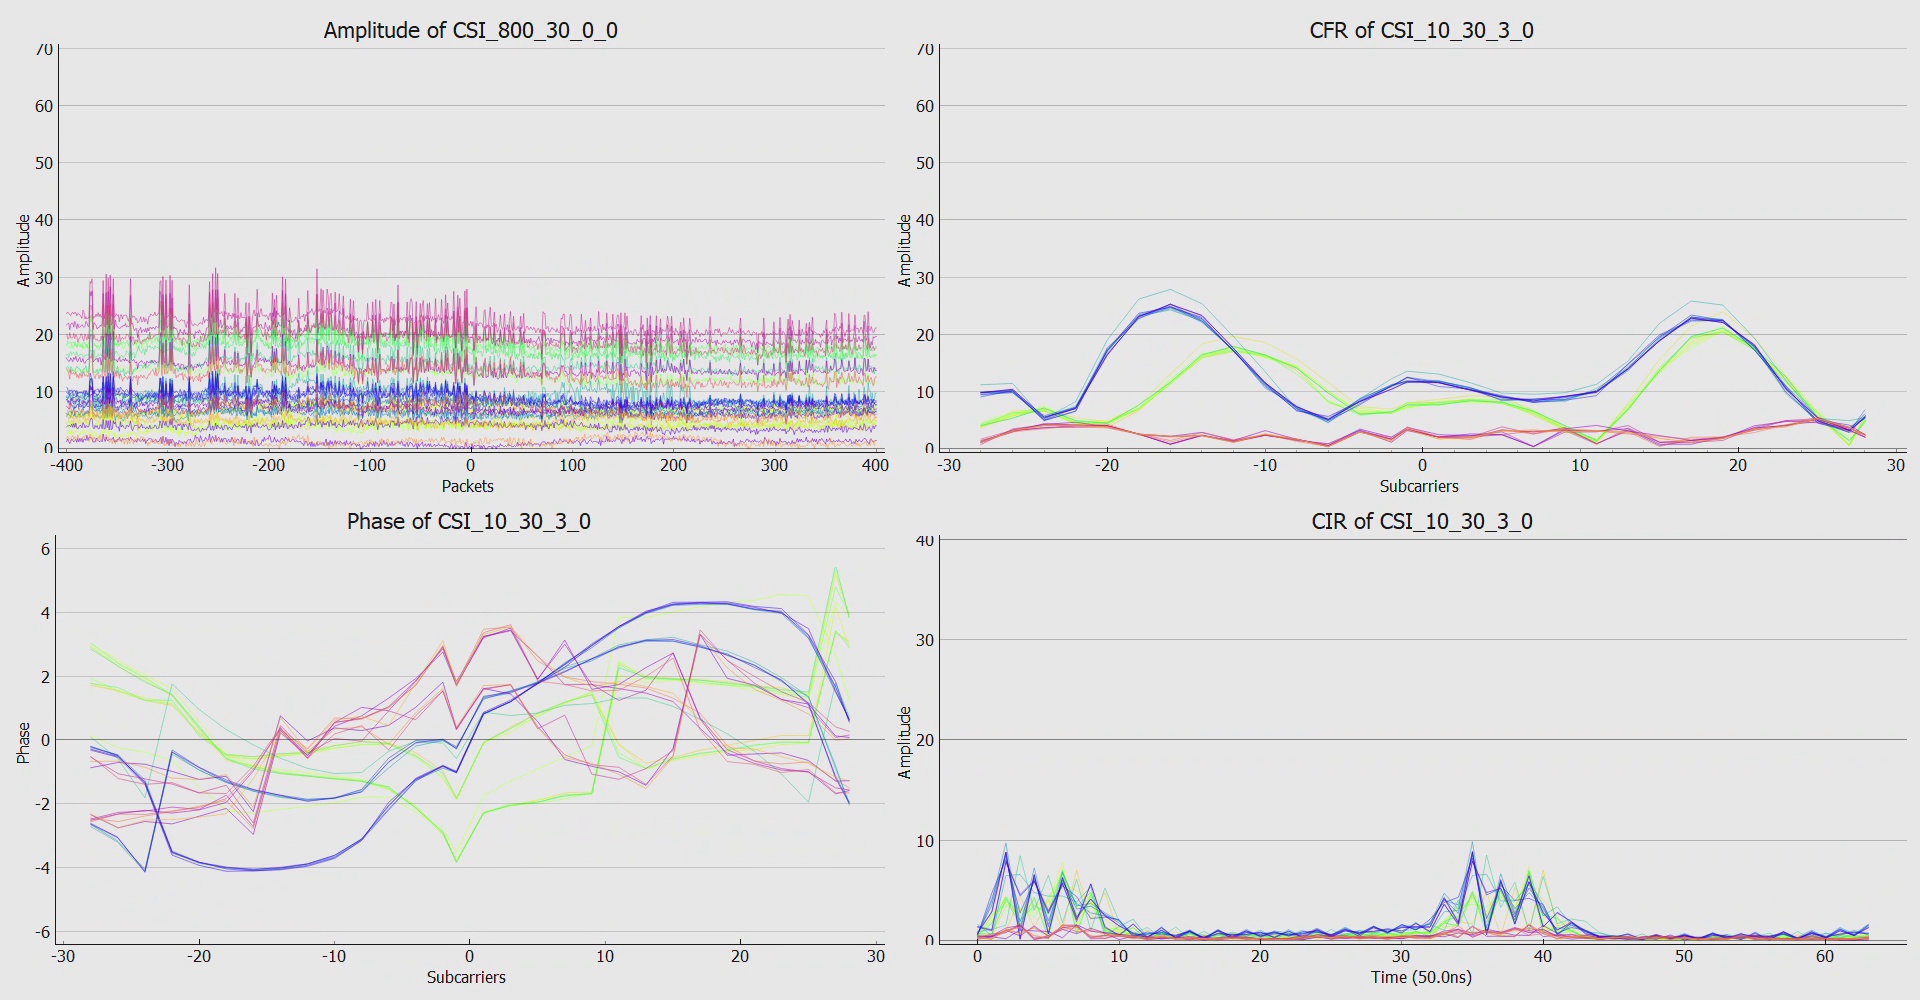 Amplitude of CSI_800_30_0_0
70
60
50
40
30
20
10
0
Amplitude
-400 -300 -200 -100 0 100 200 300 400
Packets
CFR of CSI_10_30_3_0
70
60
50
40
30
20
10
0
Amplitude
-30 -20 -10 0 10 20 30
Subcarriers
Phase of CSI_10_30_3_0
6
4
2
0
-2
-4
-6
Phase
-30 -20 -10 0 10 20 30
Subcarriers
CIR of CSI_10_30_3_0
40
30
20
10
0
Amplitude
0 10 20 30 40 50 60
Time (50.0ns)